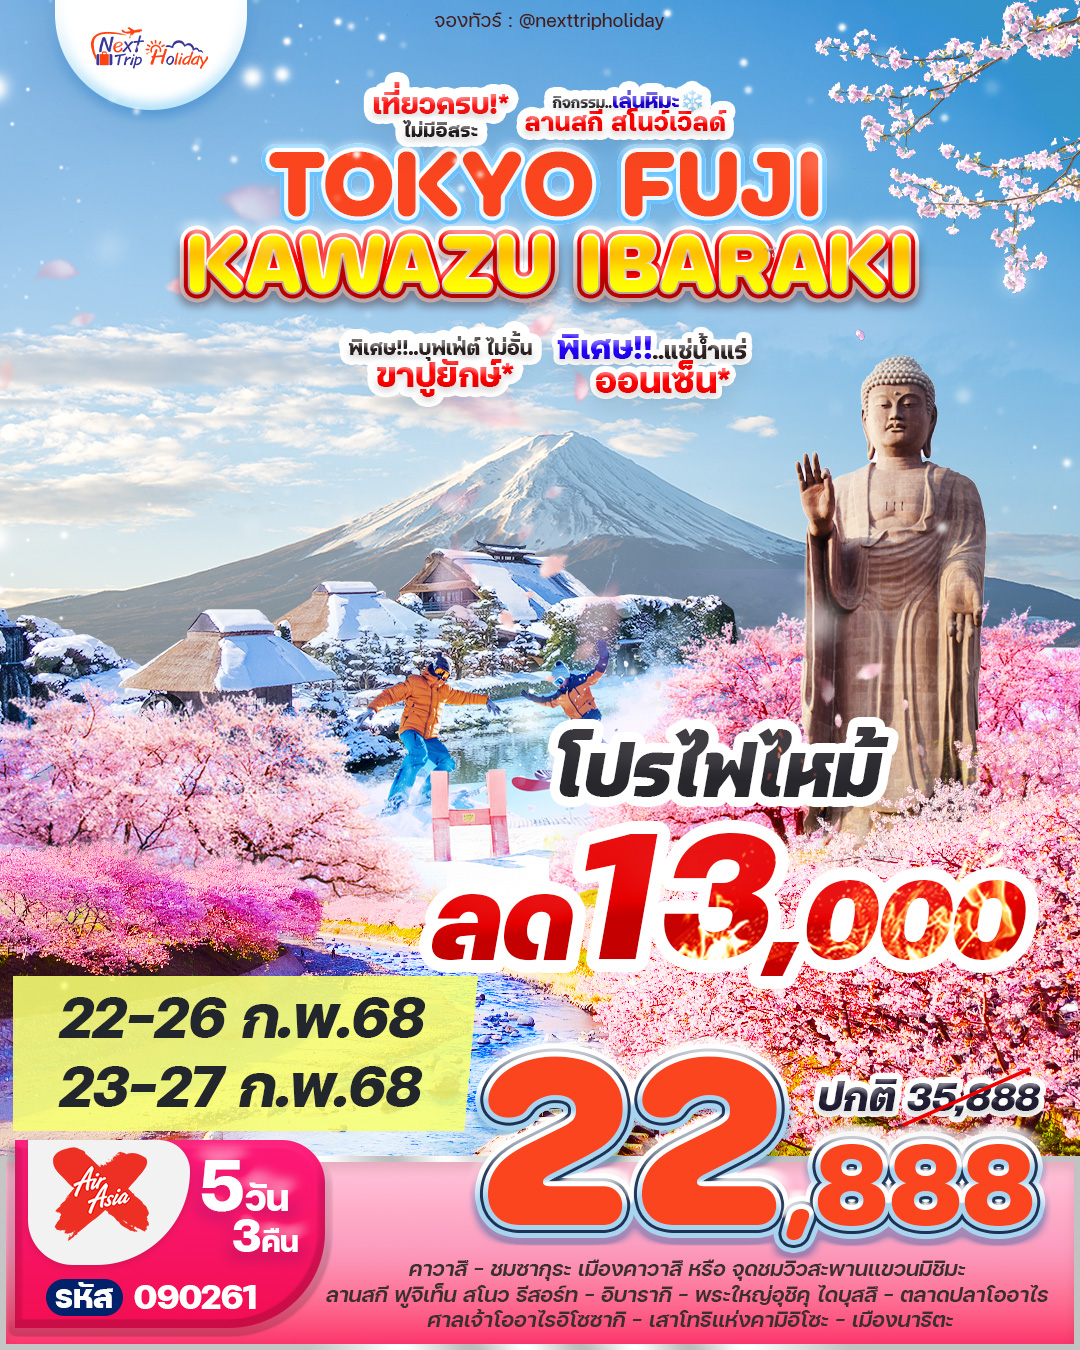 จองทัวร์ : @nexttripholiday
Next Trip Holiday
เที่ยวครบ!*
ไม่มีอิสระ
กิจกรรม..เล่นหิมะ
ลานสกี สโนว์เวิลด์
TOKYO FUJI
KAWAZU IBARAKI
พิเศษ!!..บุฟเฟ่ต์ ไม่อั้น
ขาปูยักษ์*
พิเศษ!!..แช่น้ำแร่
ออนเซ็น*
โปรไฟไหม้
ลด 13,000
22-26 ก.พ.68
23-27 ก.พ.68
ปกติ 35,888
22,888
Air Asia X
5 วัน
3 คืน
รหัส 090261
คาวาสึ - ชมซากุระ เมืองคาวาสึ หรือ จุดชมวิวสะพานแขวนมิชิมะ
ลานสกี ฟูจิเท็น สโนว รีสอร์ท - อิบารากิ - พระใหญ่อุชิคุ ไดบุสสึ - ตลาดปลาโออาไร
ศาลเจ้าโออาไรอิโซซากิ - เสาโทริแห่งคามิอิโซะ - เมืองนาริตะ